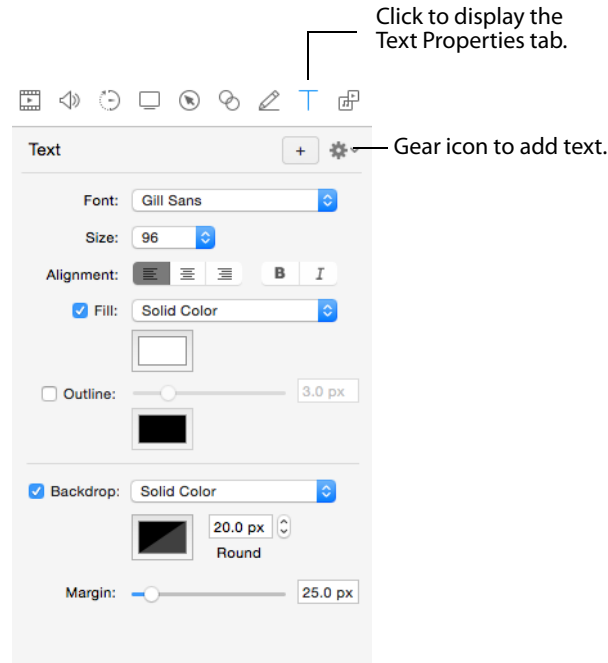 Click to display the
Text Properties tab.
Text
+
Gear icon to add text.
Font: Gill Sans
Size: 96
Alignment: B I
Fill: Solid Color
Outline: 3.0 px
Backdrop: Solid Color
20.0 px
Round
Margin: 25.0 px